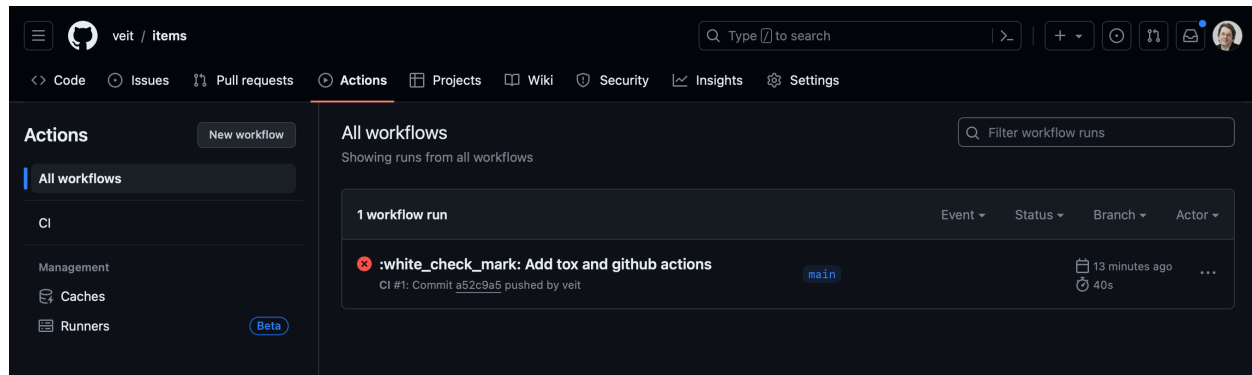 veit / items
Type / to search
Code
Issues
Pull requests
Actions
Projects
Wiki
Security
Insights
Settings
Actions
New workflow
All workflows
CI
Management
Caches
Runners
Beta
All workflows
Showing runs from all workflows
Filter workflow runs
1 workflow run
Event
Status
Branch
Actor
:white_check_mark: Add tox and github actions
CI #1: Commit a52c9a5 pushed by veit
main
13 minutes ago
40s